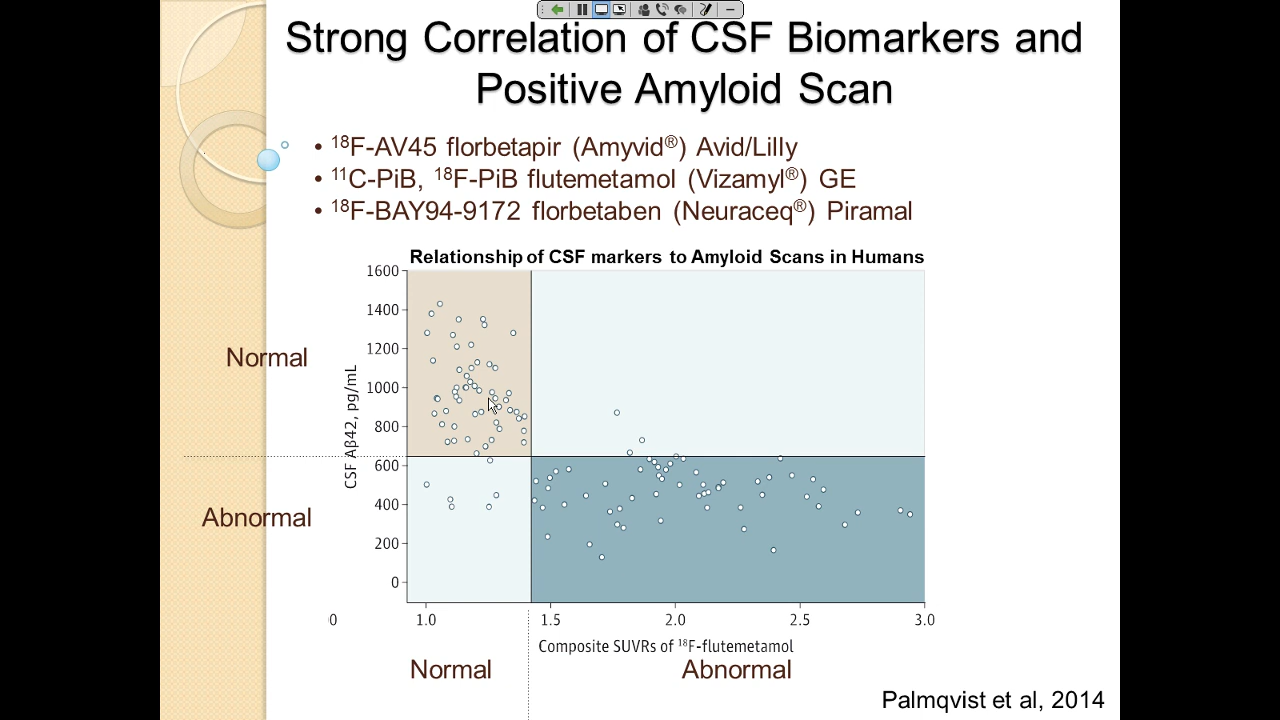 Strong Correlation of CSF Biomarkers and
Positive Amyloid Scan
• ¹⁸F-AV45 florbetapir (Amyvid®) Avid/Lilly
• ¹¹C-PiB, ¹⁸F-PiB flutemetamol (Vizamyl®) GE
• ¹⁸F-BAY94-9172 florbetaben (Neuraceq®) Piramal
Relationship of CSF markers to Amyloid Scans in Humans
1600
1400
1200
1000
800
600
400
200
0
CSF Aβ42, pg/mL
Normal
Abnormal
0 1.0 1.5 2.0 2.5 3.0
Composite SUVRs of ¹⁸F-flutemetamol
Normal Abnormal
Palmqvist et al, 2014